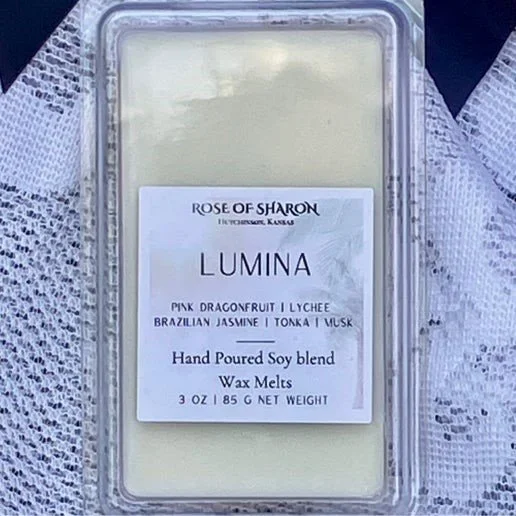 ROSE OF SHARON
HUTCHINSON, KANSAS
LUMINA
PINK DRAGONFRUIT | LYCHEE
BRAZILIAN JASMINE | TONKA | MUSK
Hand Poured Soy blend
Wax Melts
3 OZ | 85 G NET WEIGHT